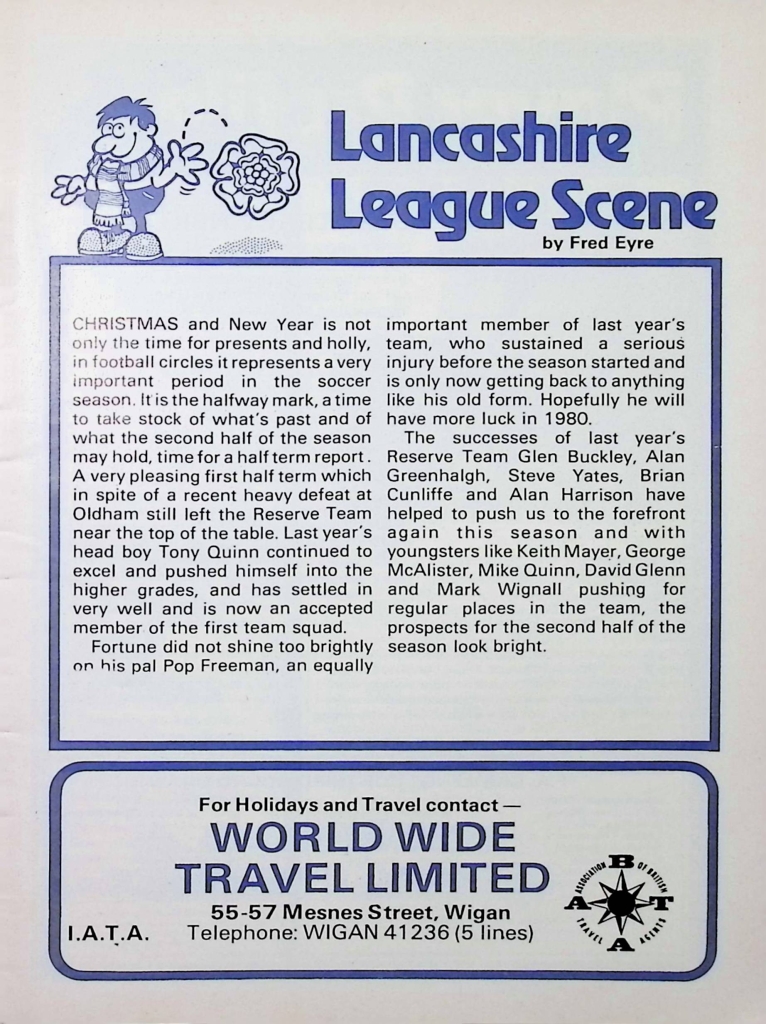 Lancashire
League Scene
by Fred Eyre
CHRISTMAS and New Year is not
only the time for presents and holly,
in football circles it represents a very
important period in the soccer
season. It is the halfway mark, a time
to take stock of what's past and of
what the second half of the season
may hold, time for a half term report.
A very pleasing first half term which
in spite of a recent heavy defeat at
Oldham still left the Reserve Team
near the top of the table. Last year's
head boy Tony Quinn continued to
excel and pushed himself into the
higher grades, and has settled in
very well and is now an accepted
member of the first team squad.
Fortune did not shine too brightly
on his pal Pop Freeman, an equally
important member of last year's
team, who sustained a serious
injury before the season started and
is only now getting back to anything
like his old form. Hopefully he will
have more luck in 1980.
The successes of last year's
Reserve Team Glen Buckley, Alan
Greenhalgh, Steve Yates, Brian
Cunliffe and Alan Harrison have
helped to push us to the forefront
again this season and with
youngsters like Keith Mayer, George
McAlister, Mike Quinn, David Glenn
and Mark Wignall pushing for
regular places in the team, the
prospects for the second half of the
season look bright.
For Holidays and Travel contact —
WORLD WIDE
TRAVEL LIMITED
55-57 Mesnes Street, Wigan
I.A.T.A.
Telephone: WIGAN 41236 (5 lines)
ASSOCIATION OF BRITISH
TRAVEL AGENTS
A B T A